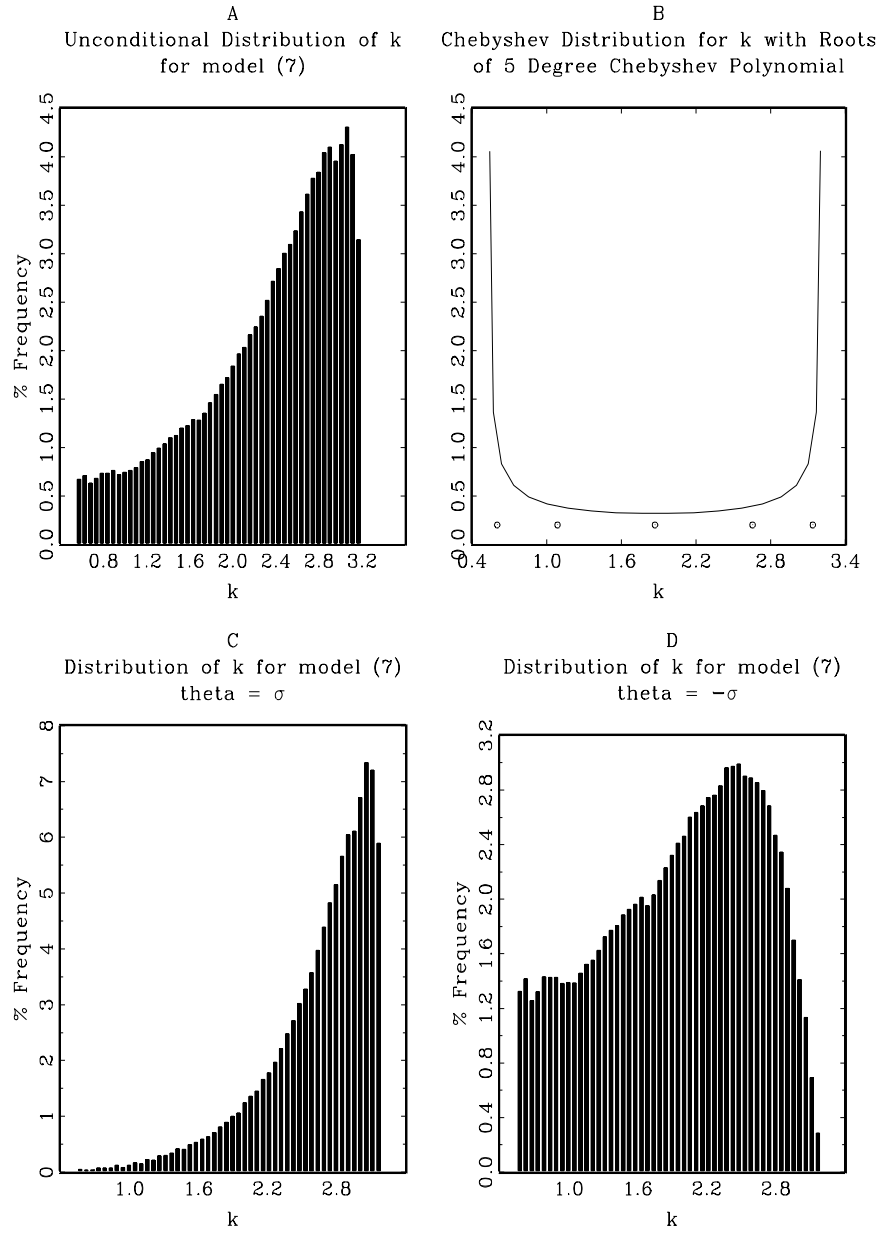 A
Unconditional Distribution of k
for model (7)
4.5
4.0
3.5
3.0
2.5
2.0
1.5
1.0
0.5
0.0
% Frequency
0.8 1.2 1.6 2.0 2.4 2.8 3.2
k
B
Chebyshev Distribution for k with Roots
of 5 Degree Chebyshev Polynomial
4.5
4.0
3.5
3.0
2.5
2.0
1.5
1.0
0.5
0.0
0.4 1.0 1.6 2.2 2.8 3.4
k
C
Distribution of k for model (7)
theta = σ
8
7
6
5
4
3
2
1
0
% Frequency
1.0 1.6 2.2 2.8
k
D
Distribution of k for model (7)
theta = −σ
3.2
2.8
2.4
2.0
1.6
1.2
0.8
0.4
0.0
% Frequency
1.0 1.6 2.2 2.8
k